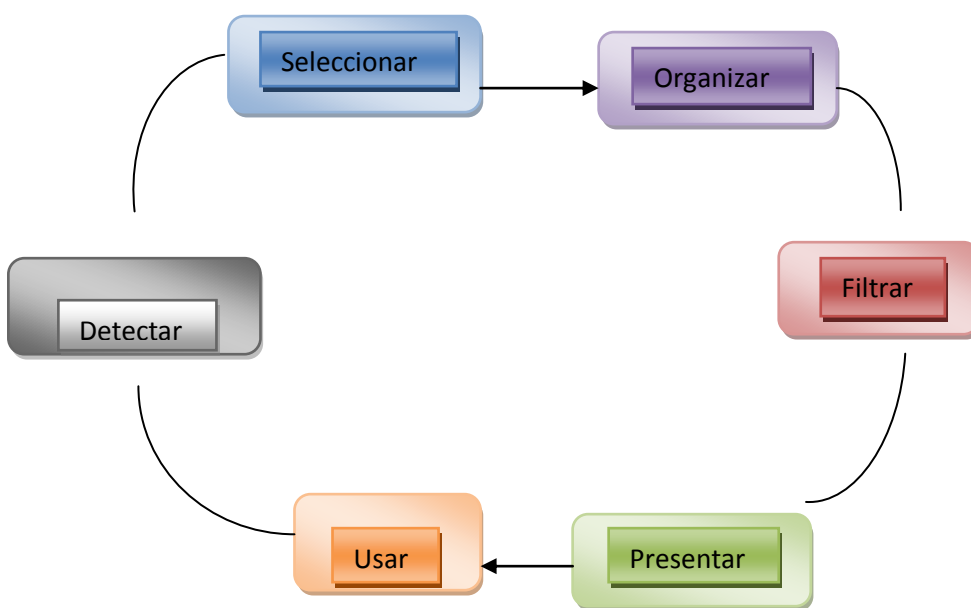 Seleccionar
Organizar
Filtrar
Detectar
Usar
Presentar